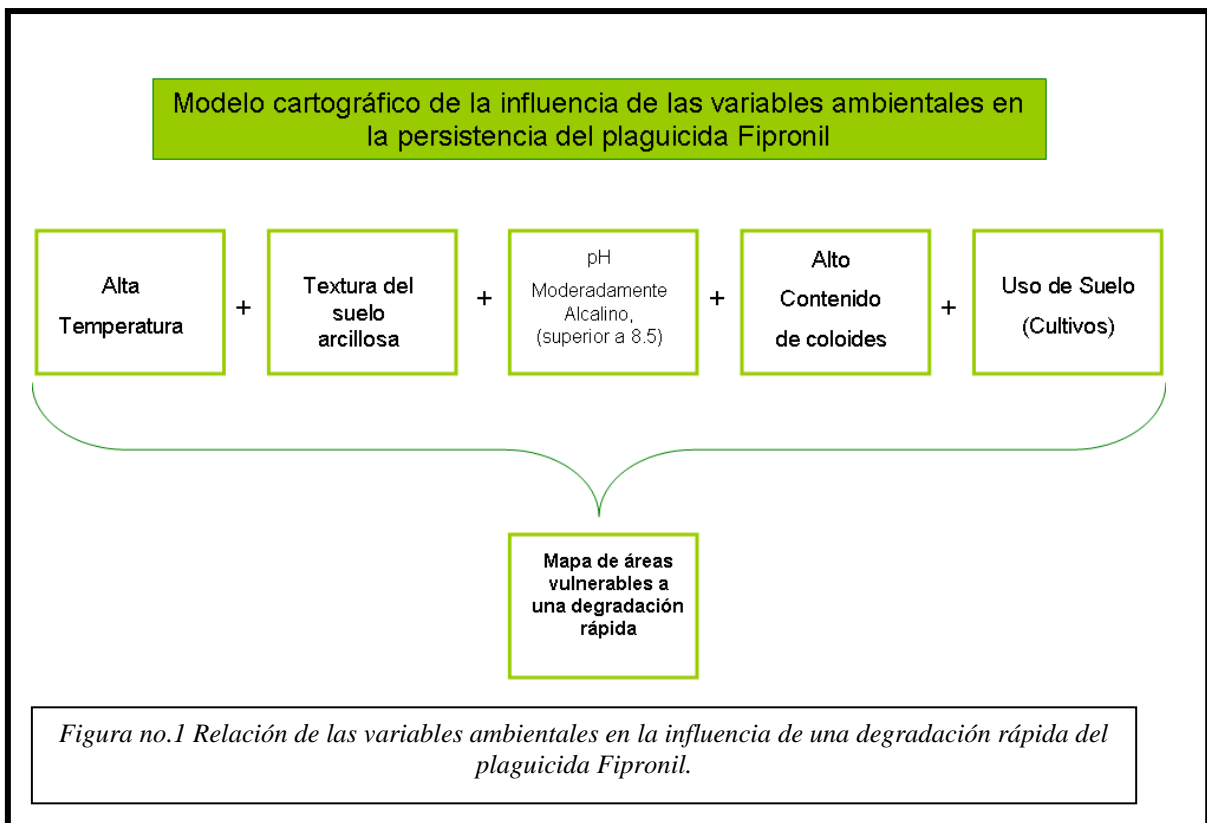 Modelo cartográfico de la influencia de las variables ambientales en
la persistencia del plaguicida Fipronil
Alta
Temperatura
+
Textura del
suelo
arcillosa
+
pH
Moderadamente
Alcalino,
(superior a 8.5)
+
Alto
Contenido
de coloides
+
Uso de Suelo
(Cultivos)
Mapa de áreas
vulnerables a
una degradación
rápida
Figura no.1 Relación de las variables ambientales en la influencia de una degradación rápida del
plaguicida Fipronil.